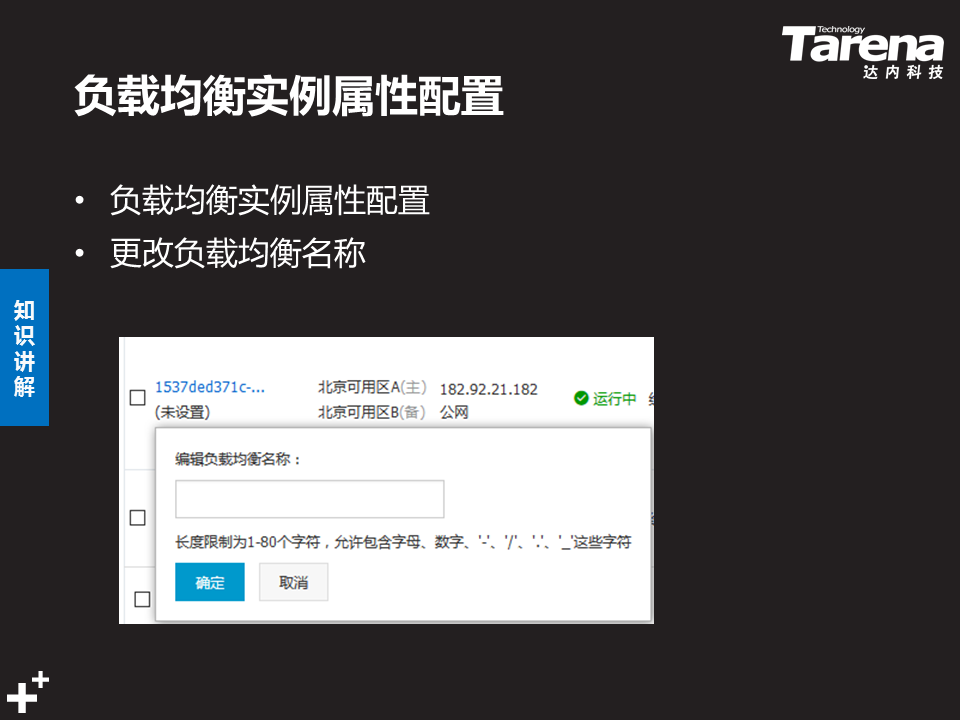 Technology
Tarena
达内科技
负载均衡实例属性配置
• 负载均衡实例属性配置
• 更改负载均衡名称
知识讲解
1537ded371c-... 北京可用区A(主) 182.92.21.182 运行中
(未设置) 北京可用区B(备) 公网
编辑负载均衡名称：
长度限制为1-80个字符，允许包含字母、数字、'-'、'/'、'.'、'_'这些字符
确定 取消